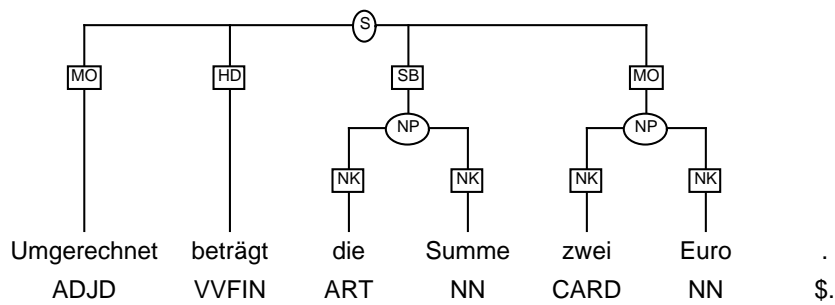 S
MO HD SB MO
NP NP
NK NK NK NK
Umgerechnet beträgt die Summe zwei Euro .
ADJD VVFIN ART NN CARD NN $.